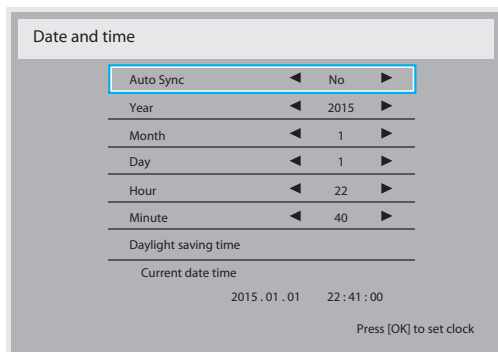 Date and time
Auto Sync ◀ No ▶
Year ◀ 2015 ▶
Month ◀ 1 ▶
Day ◀ 1 ▶
Hour ◀ 22 ▶
Minute ◀ 40 ▶
Daylight saving time
Current date time
2015 . 01 . 01 22 : 41 : 00
Press [OK] to set clock